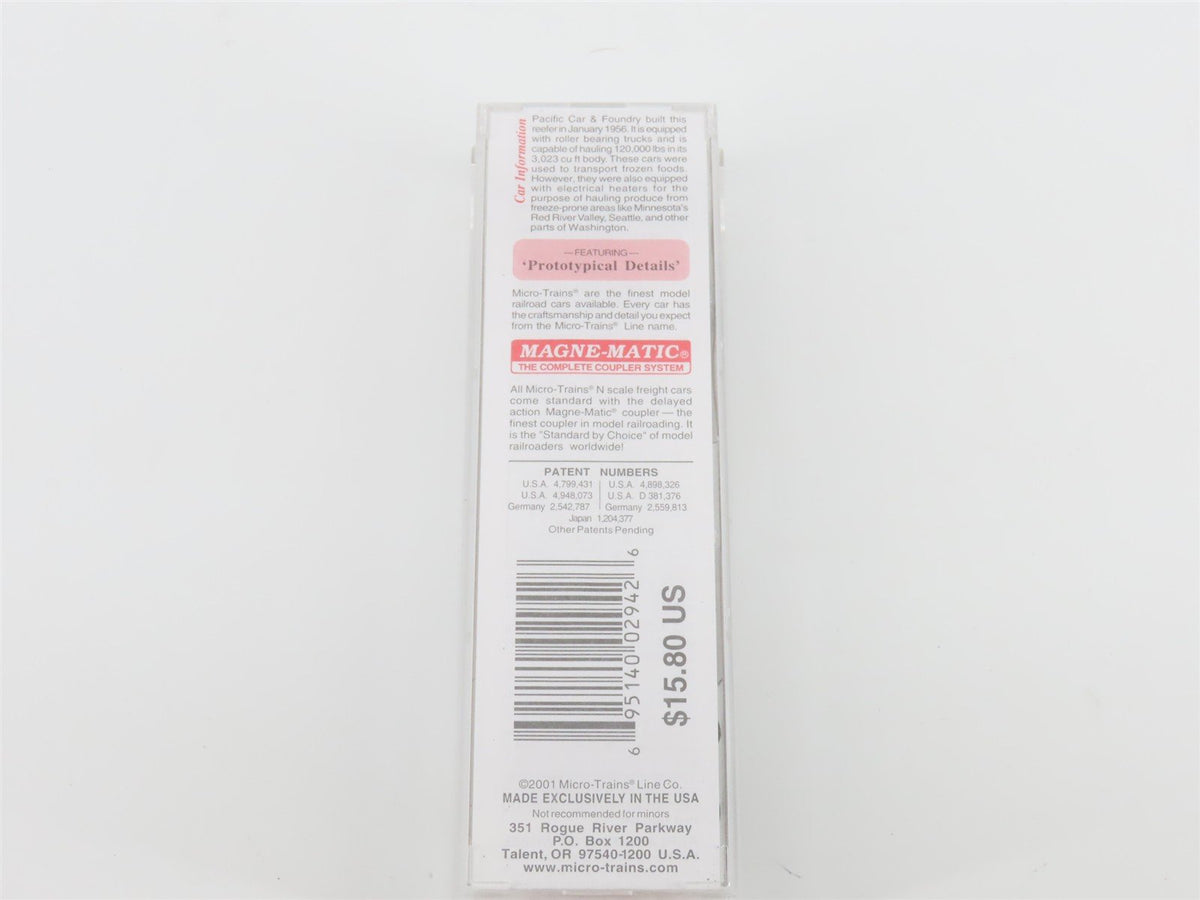 Car Information
Pacific Car & Foundry built this
reefer in January 1956. It is equipped
with roller bearing trucks and is
capable of hauling 120,000 lbs in its
3,023 cu ft body. These cars were
used to transport frozen foods.
However, they were also equipped
with electrical heaters for the
purpose of hauling produce from
freeze-prone areas like Minnesota's
Red River Valley, Seattle, and other
parts of Washington.
—FEATURING—
'Prototypical Details'
Micro-Trains® are the finest model
railroad cars available. Every car has
the craftsmanship and detail you expect
from the Micro-Trains® Line name.
MAGNE-MATIC®
THE COMPLETE COUPLER SYSTEM
All Micro-Trains® N scale freight cars
come standard with the delayed
action Magne-Matic® coupler — the
finest coupler in model railroading. It
is the "Standard by Choice" of model
railroaders worldwide!
PATENT NUMBERS
U.S.A. 4,799,431 | U.S.A. 4,898,326
U.S.A. 4,948,073 | U.S.A. D 381,376
Germany 2,542,787 | Germany 2,559,813
Japan 1,204,377
Other Patents Pending
6 95140 02942 6
$15.80 US
©2001 Micro-Trains® Line Co.
MADE EXCLUSIVELY IN THE USA
Not recommended for minors
351 Rogue River Parkway
P.O. Box 1200
Talent, OR 97540-1200 U.S.A.
www.micro-trains.com